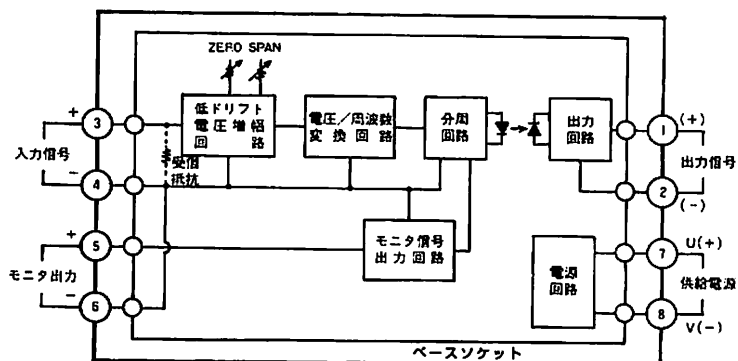 ZERO SPAN
低ドリフト
電圧増幅
回路
電圧/周波数
変換回路
分周
回路
出力
回路
+
3
入力信号
-
4
受信
抵抗
1
(+)
出力信号
2
(-)
+
5
モニタ出力
-
6
モニタ信号
出力回路
電源
回路
7
U(+)
供給電源
8
V(-)
ベースソケット